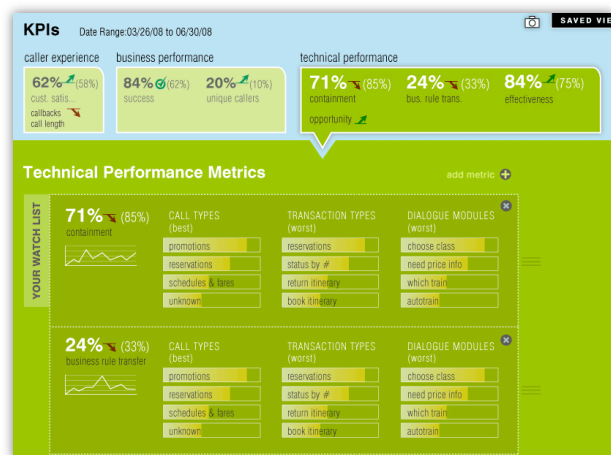 KPIs Date Range:03/26/08 to 06/30/08
SAVED VIE
caller experience business performance technical performance
62% (58%) 84% (62%) 20% (10%) 71% (85%) 24% (33%) 84% (75%)
cust. satis... success unique callers containment bus. rule trans. effectiveness
callbacks
call length
opportunity
Technical Performance Metrics add metric
YOUR WATCH LIST
71% (85%)
containment
CALL TYPES
(best)
promotions
reservations
schedules & fares
unknown
TRANSACTION TYPES
(worst)
reservations
status by #
return itinerary
book itinerary
DIALOGUE MODULES
(worst)
choose class
need price info
which train
autotrain
24% (33%)
business rule transfer
CALL TYPES
(best)
promotions
reservations
schedules & fares
unknown
TRANSACTION TYPES
(worst)
reservations
status by #
return itinerary
book itinerary
DIALOGUE MODULES
(worst)
choose class
need price info
which train
autotrain